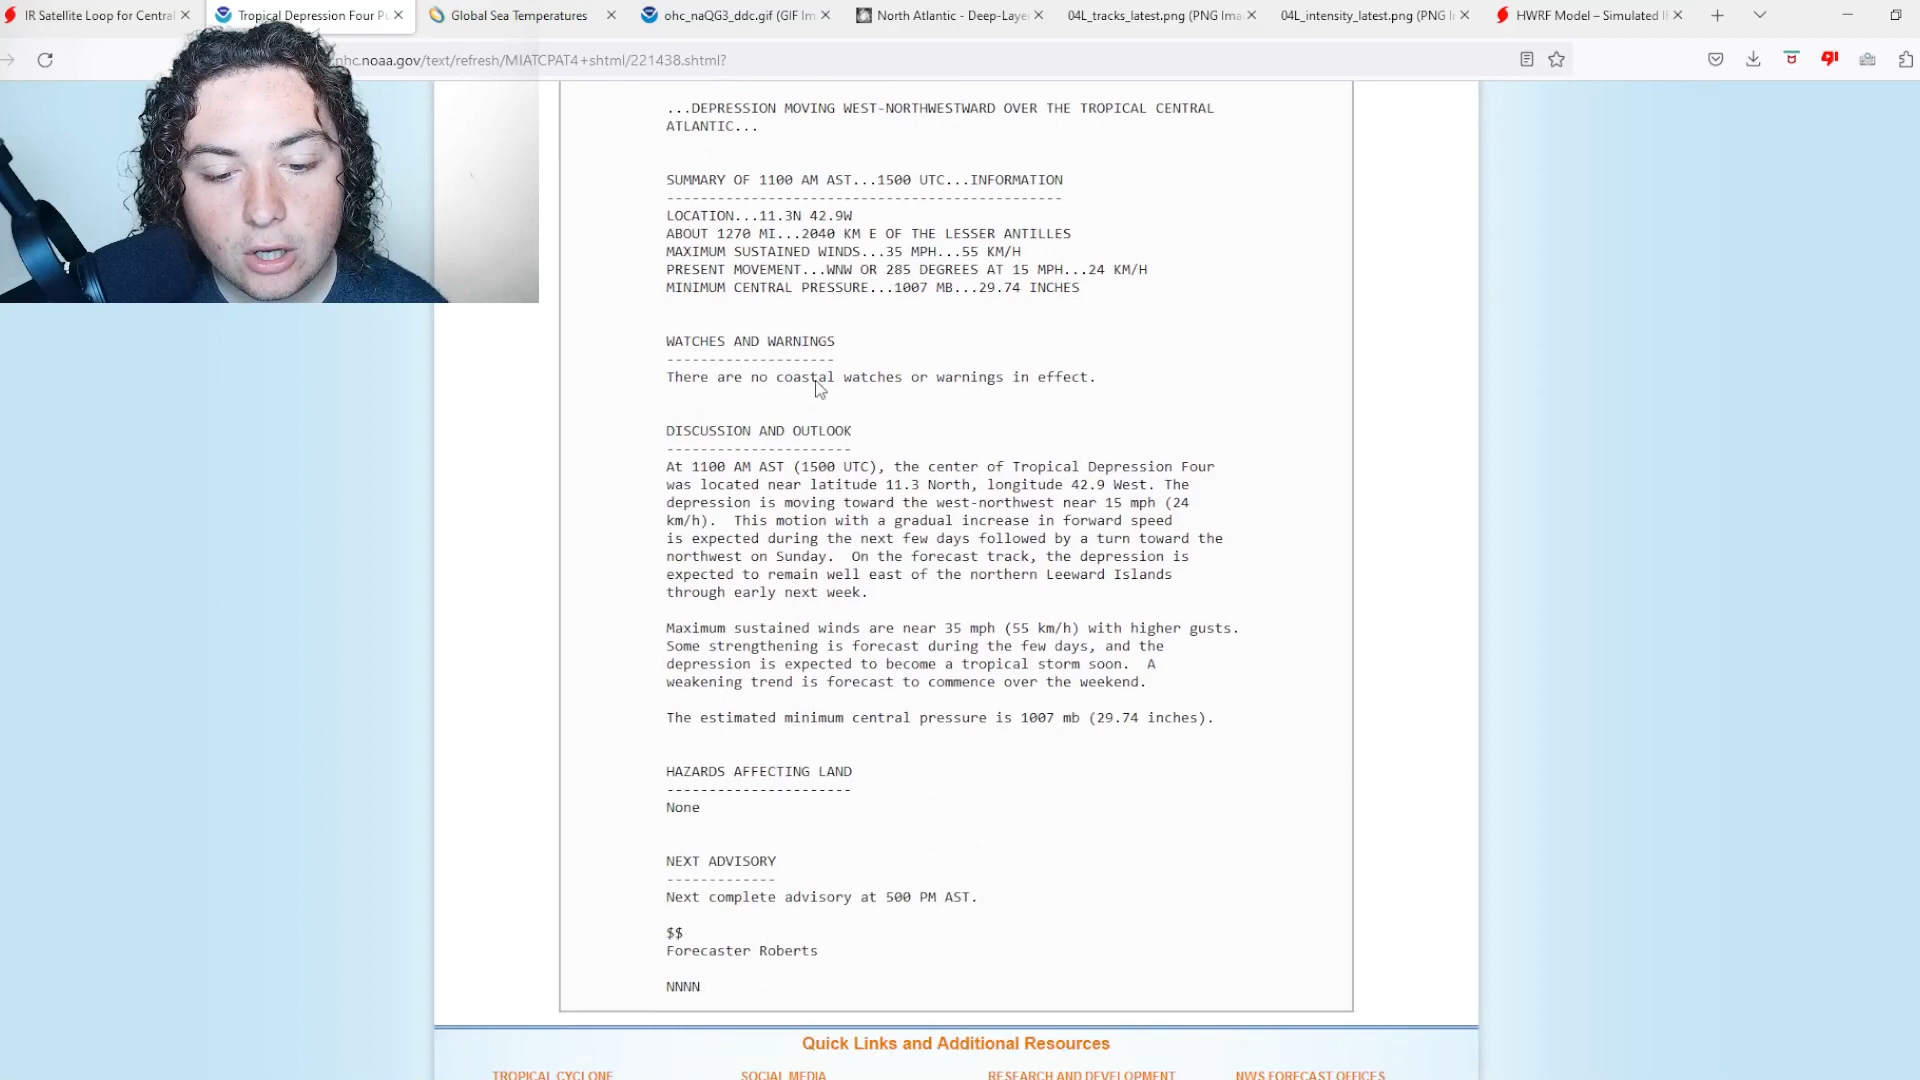 IR Satellite Loop for Central
Tropical Depression Four Pu
Global Sea Temperatures
ohc_naQG3_ddc.gif (GIF Im
North Atlantic - Deep-Laye
04L_tracks_latest.png (PNG Ima
04L_intensity_latest.png (PNG I
HWRF Model – Simulated I
nhc.noaa.gov/text/refresh/MIATCPAT4+shtml/221438.shtml?
...DEPRESSION MOVING WEST-NORTHWESTWARD OVER THE TROPICAL CENTRAL
ATLANTIC...
SUMMARY OF 1100 AM AST...1500 UTC...INFORMATION
-----------------------------------------------
LOCATION...11.3N 42.9W
ABOUT 1270 MI...2040 KM E OF THE LESSER ANTILLES
MAXIMUM SUSTAINED WINDS...35 MPH...55 KM/H
PRESENT MOVEMENT...WNW OR 285 DEGREES AT 15 MPH...24 KM/H
MINIMUM CENTRAL PRESSURE...1007 MB...29.74 INCHES
WATCHES AND WARNINGS
--------------------
There are no coastal watches or warnings in effect.
DISCUSSION AND OUTLOOK
----------------------
At 1100 AM AST (1500 UTC), the center of Tropical Depression Four
was located near latitude 11.3 North, longitude 42.9 West. The
depression is moving toward the west-northwest near 15 mph (24
km/h). This motion with a gradual increase in forward speed
is expected during the next few days followed by a turn toward the
northwest on Sunday. On the forecast track, the depression is
expected to remain well east of the northern Leeward Islands
through early next week.
Maximum sustained winds are near 35 mph (55 km/h) with higher gusts.
Some strengthening is forecast during the few days, and the
depression is expected to become a tropical storm soon. A
weakening trend is forecast to commence over the weekend.
The estimated minimum central pressure is 1007 mb (29.74 inches).
HAZARDS AFFECTING LAND
----------------------
None
NEXT ADVISORY
-------------
Next complete advisory at 500 PM AST.
$$
Forecaster Roberts
NNNN
Quick Links and Additional Resources
TROPICAL CYCLONE
SOCIAL MEDIA
RESEARCH AND DEVELOPMENT
NWS FORECAST OFFICES